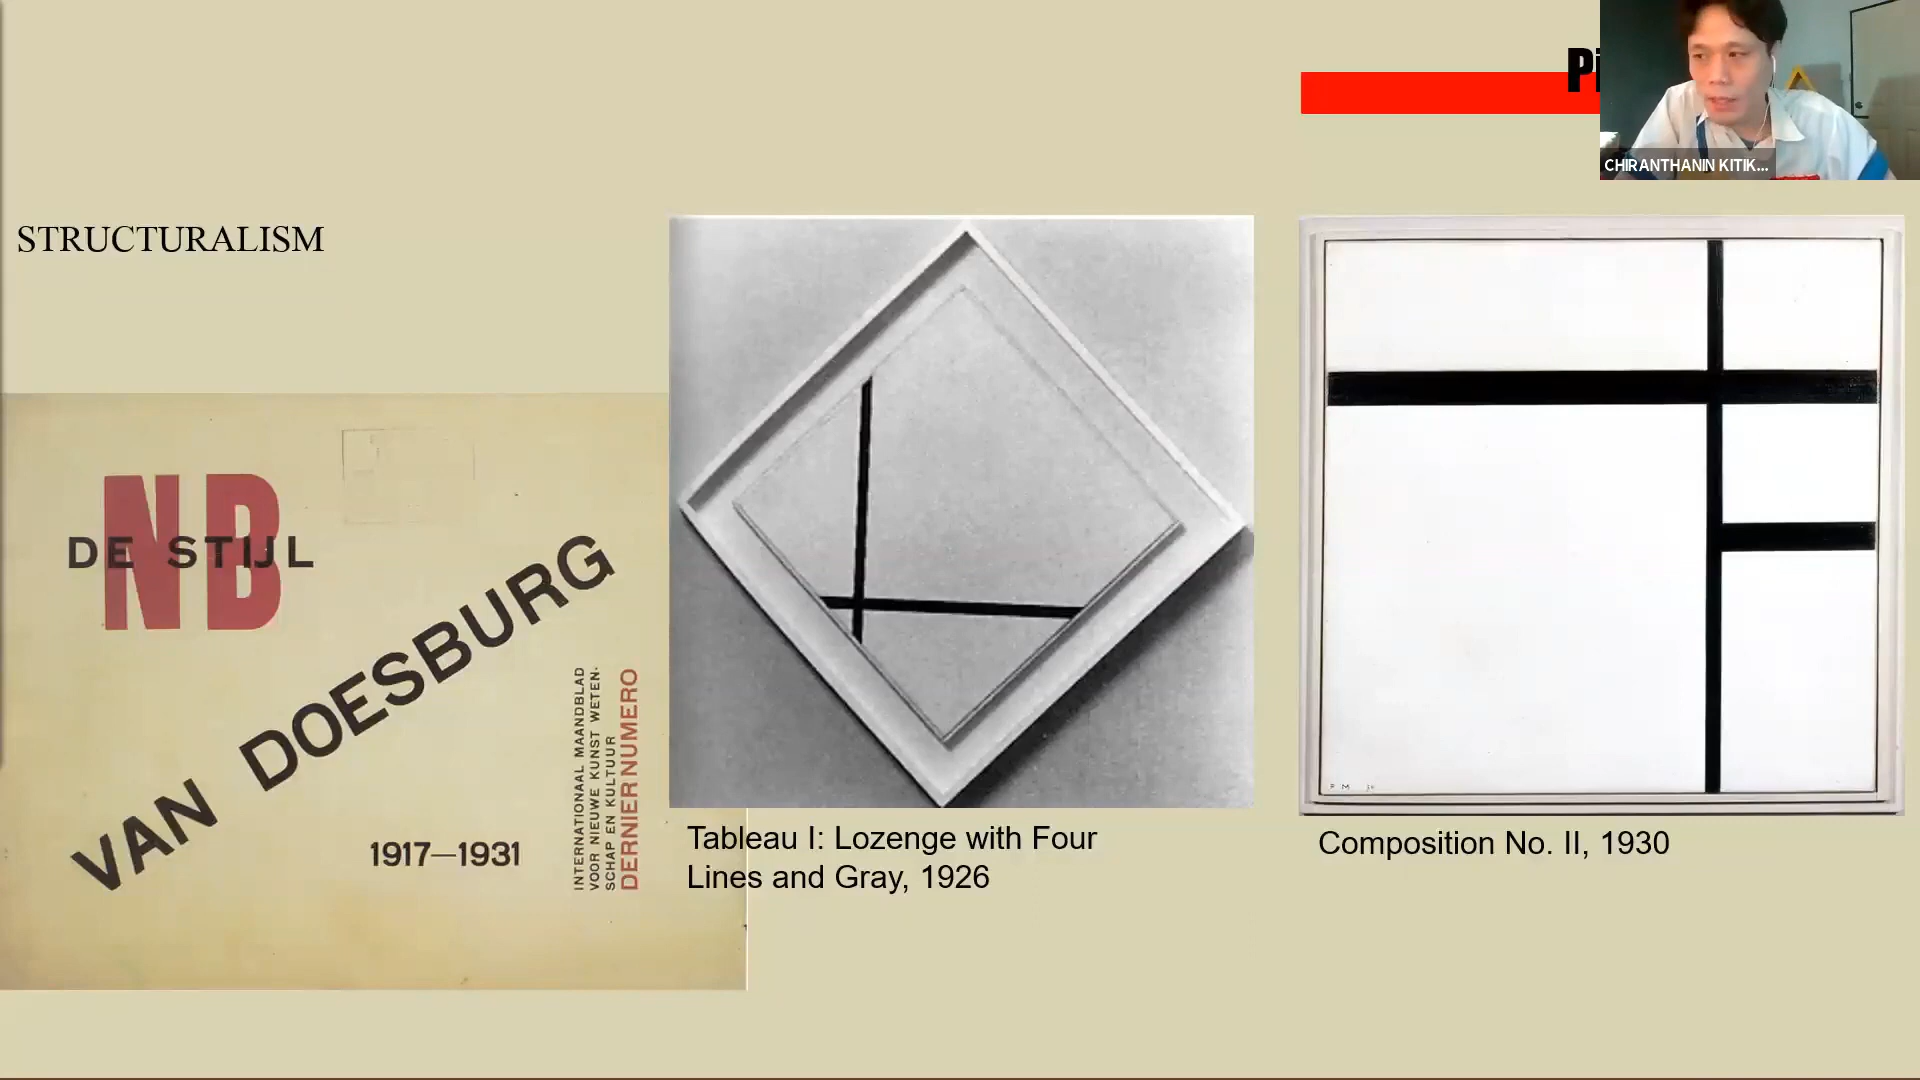 Pi
CHIRANTHANIN KITIK...
STRUCTURALISM
NB
DE STIJL
VAN DOESBURG
1917—1931
INTERNATIONAAL MAANDBLAD
VOOR NIEUWE KUNST WETEN-
SCHAP EN KULTUUR
DERNIER NUMERO
Tableau I: Lozenge with Four
Lines and Gray, 1926
P M
Composition No. II, 1930